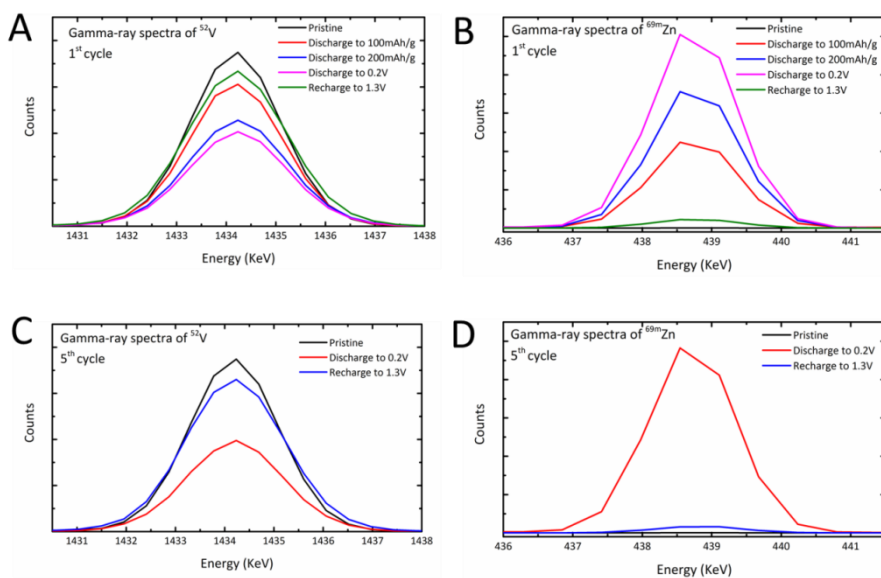 A
Gamma-ray spectra of ⁵²V
1ˢᵗ cycle
Pristine
Discharge to 100mAh/g
Discharge to 200mAh/g
Discharge to 0.2V
Recharge to 1.3V
Counts
1431 1432 1433 1434 1435 1436 1437 1438
Energy (KeV)
B
Gamma-ray spectra of ⁶⁹ᵐZn
1ˢᵗ cycle
Pristine
Discharge to 100mAh/g
Discharge to 200mAh/g
Discharge to 0.2V
Recharge to 1.3V
Counts
436 437 438 439 440 441
Energy (KeV)
C
Gamma-ray spectra of ⁵²V
5ᵗʰ cycle
Pristine
Discharge to 0.2V
Recharge to 1.3V
Counts
1431 1432 1433 1434 1435 1436 1437 1438
Energy (KeV)
D
Gamma-ray spectra of ⁶⁹ᵐZn
5ᵗʰ cycle
Pristine
Discharge to 0.2V
Recharge to 1.3V
Counts
436 437 438 439 440 441
Energy (KeV)